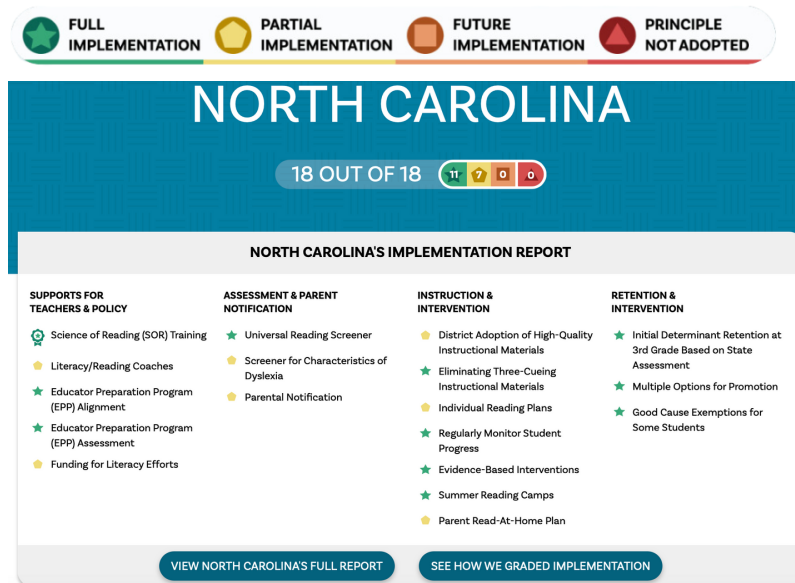 FULL
IMPLEMENTATION
PARTIAL
IMPLEMENTATION
FUTURE
IMPLEMENTATION
PRINCIPLE
NOT ADOPTED
NORTH CAROLINA
18 OUT OF 18 11 7 0 0
NORTH CAROLINA'S IMPLEMENTATION REPORT
SUPPORTS FOR
TEACHERS & POLICY
Science of Reading (SOR) Training
Literacy/Reading Coaches
Educator Preparation Program
(EPP) Alignment
Educator Preparation Program
(EPP) Assessment
Funding for Literacy Efforts
ASSESSMENT & PARENT
NOTIFICATION
Universal Reading Screener
Screener for Characteristics of
Dyslexia
Parental Notification
INSTRUCTION &
INTERVENTION
District Adoption of High-Quality
Instructional Materials
Eliminating Three-Cueing
Instructional Materials
Individual Reading Plans
Regularly Monitor Student
Progress
Evidence-Based Interventions
Summer Reading Camps
Parent Read-At-Home Plan
RETENTION &
INTERVENTION
Initial Determinant Retention at
3rd Grade Based on State
Assessment
Multiple Options for Promotion
Good Cause Exemptions for
Some Students
VIEW NORTH CAROLINA'S FULL REPORT
SEE HOW WE GRADED IMPLEMENTATION